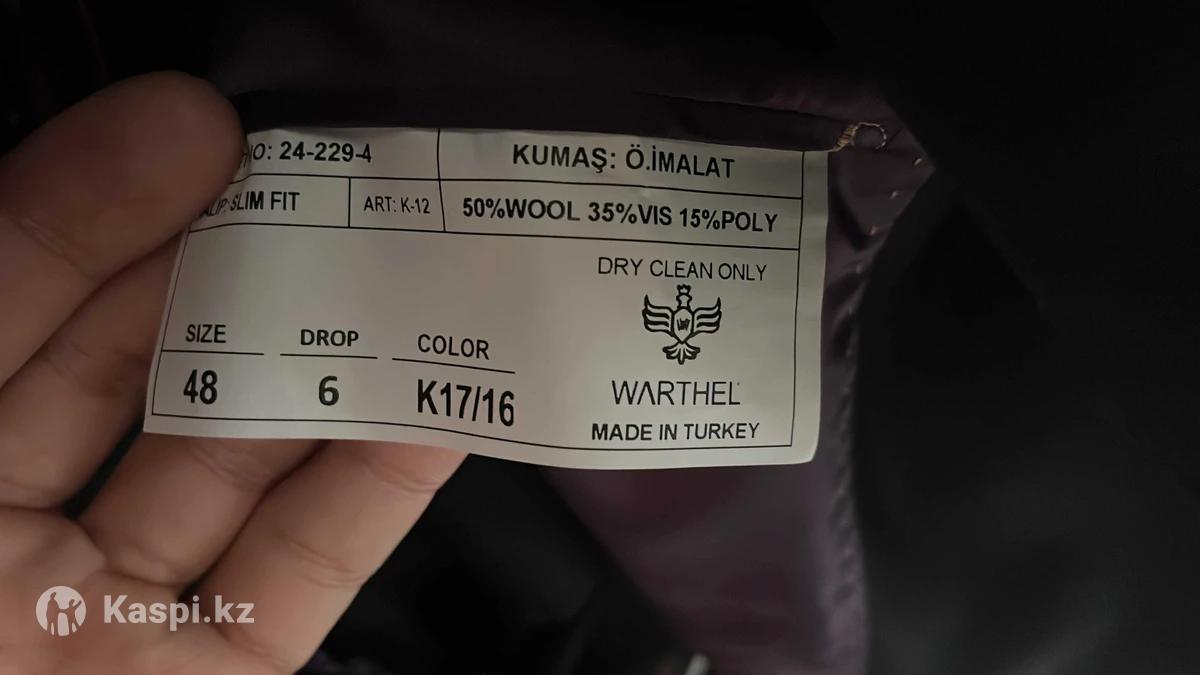 NO: 24-229-4
KUMAŞ: Ö.İMALAT
SLIM FIT
ART: K-12
50%WOOL 35%VIS 15%POLY
DRY CLEAN ONLY
SIZE
DROP
COLOR
48
6
K17/16
WARTHEL
MADE IN TURKEY
Kaspi.kz